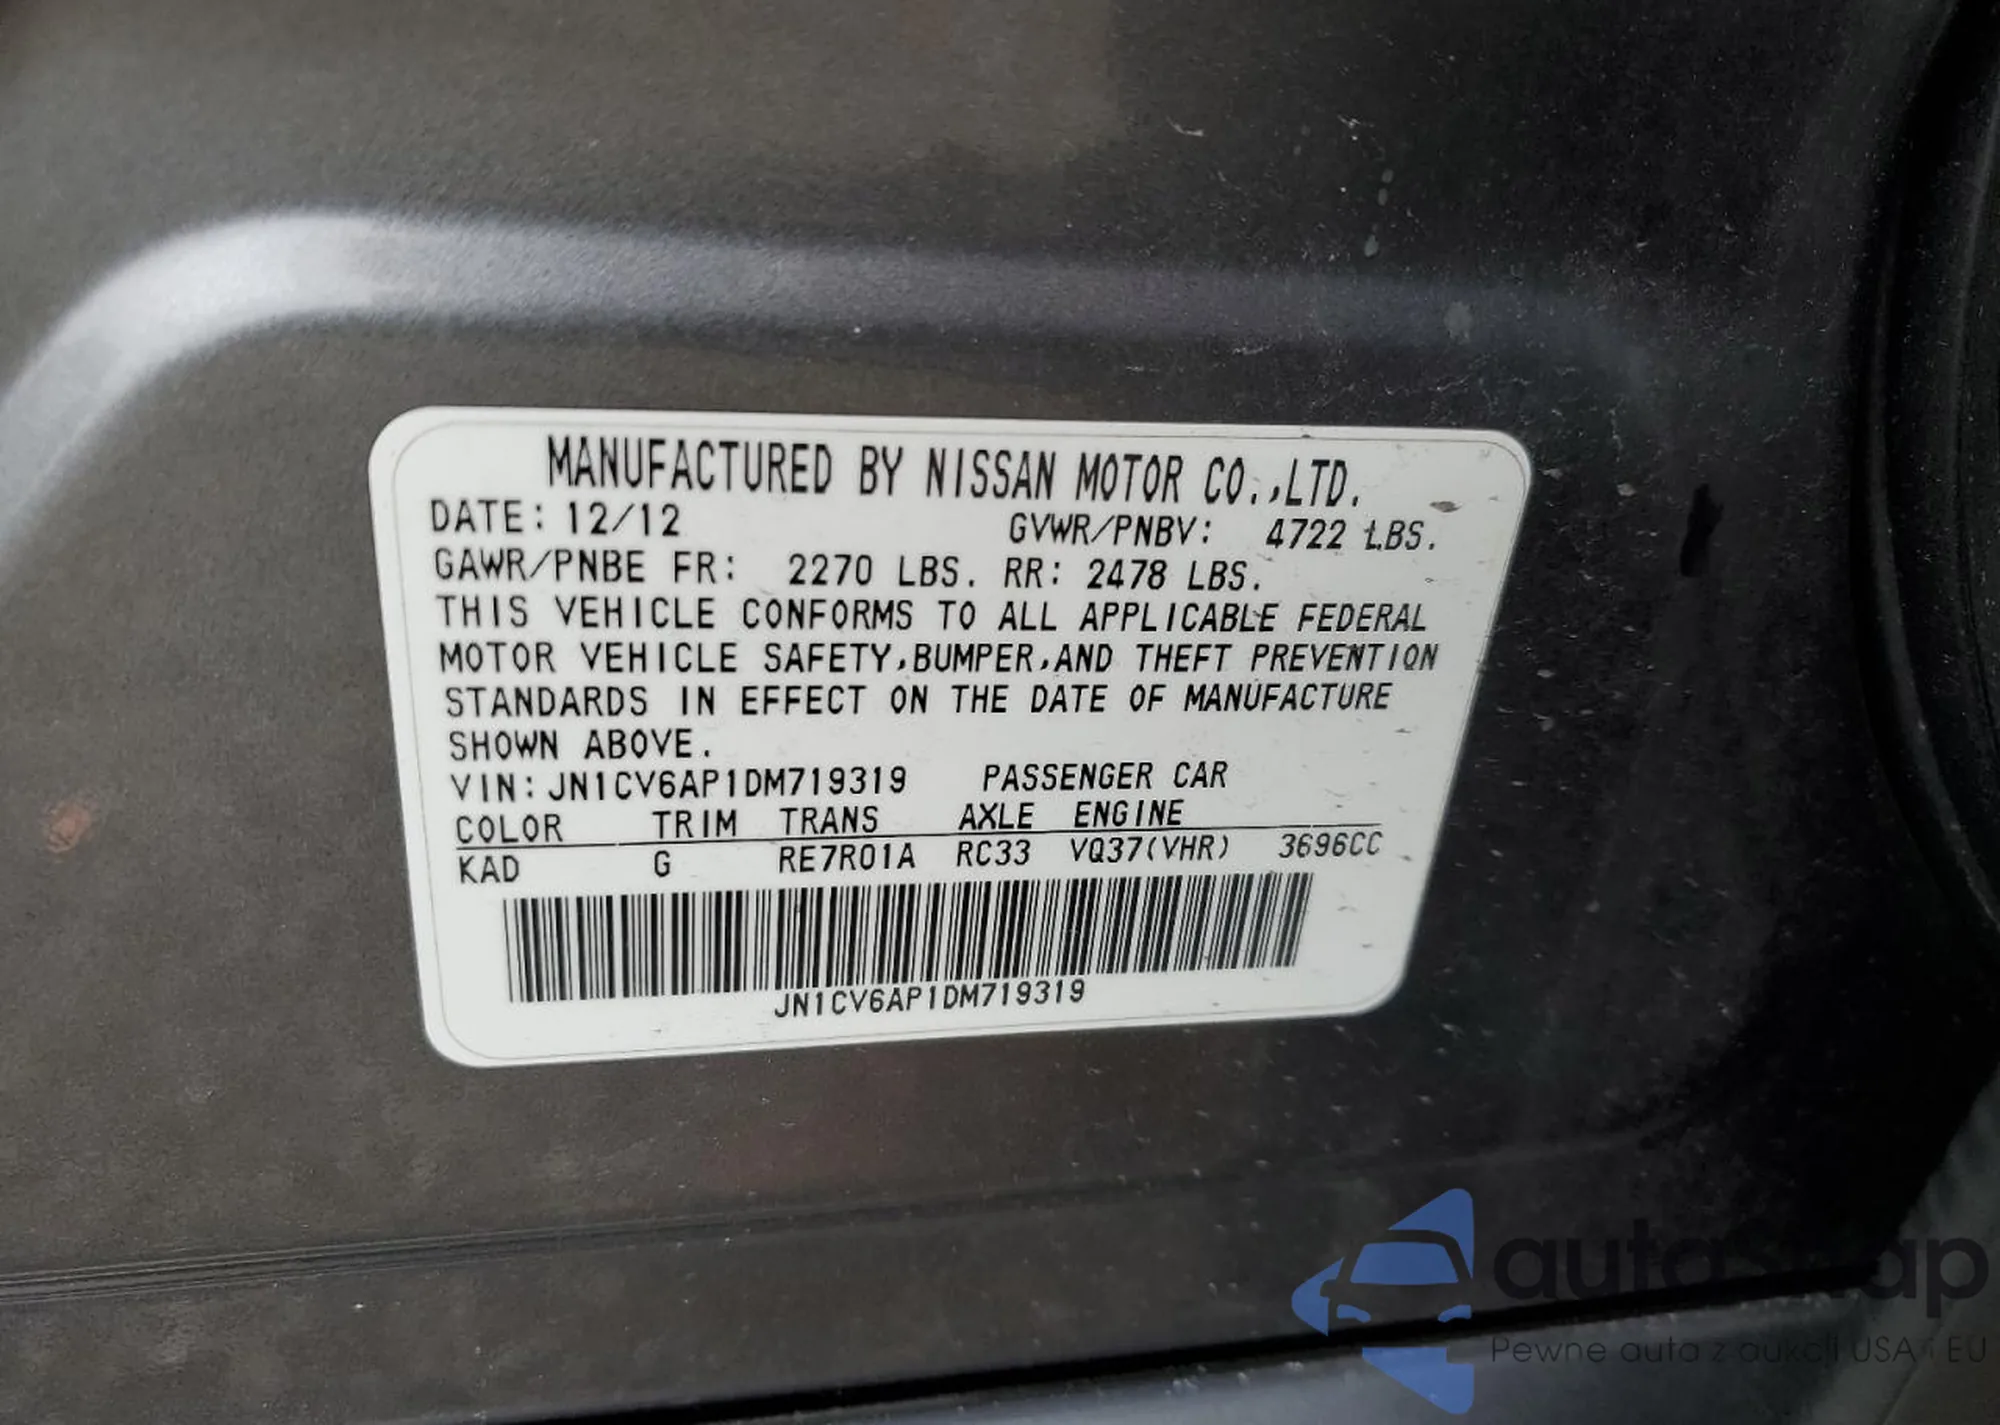 MANUFACTURED BY NISSAN MOTOR CO.,LTD.
DATE: 12/12 GVWR/PNBV: 4722 LBS.
GAWR/PNBE FR: 2270 LBS. RR: 2478 LBS.
THIS VEHICLE CONFORMS TO ALL APPLICABLE FEDERAL
MOTOR VEHICLE SAFETY,BUMPER,AND THEFT PREVENTION
STANDARDS IN EFFECT ON THE DATE OF MANUFACTURE
SHOWN ABOVE.
VIN:JN1CV6AP1DM719319 PASSENGER CAR
COLOR TRIM TRANS AXLE ENGINE
KAD G RE7R01A RC33 VQ37(VHR) 3696CC
JN1CV6AP1DM719319
Pewne auta z aukcji USA i EU